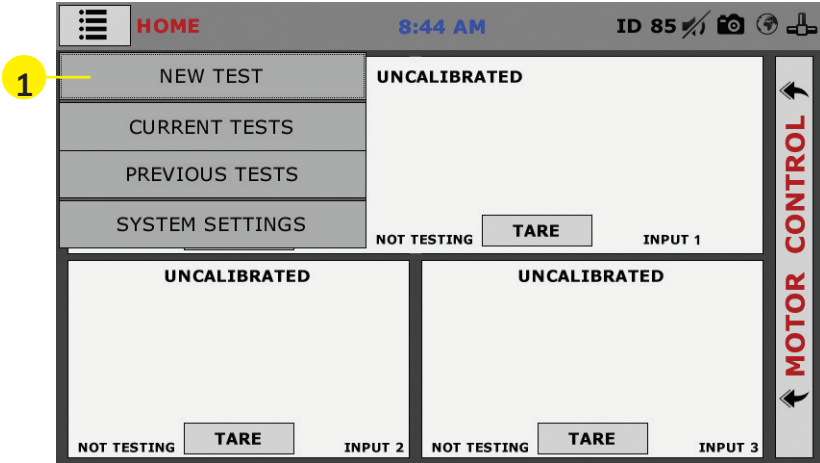 HOME 8:44 AM ID 85
1 NEW TEST
CURRENT TESTS
PREVIOUS TESTS
SYSTEM SETTINGS
UNCALIBRATED
NOT TESTING TARE INPUT 1
UNCALIBRATED
NOT TESTING TARE INPUT 2
UNCALIBRATED
NOT TESTING TARE INPUT 3
MOTOR CONTROL